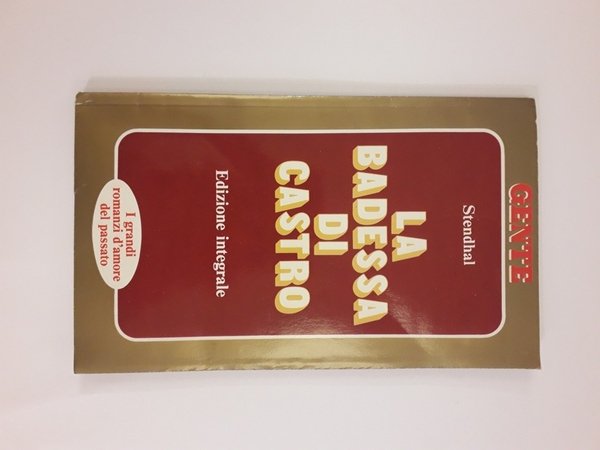 GENTE
Stendhal
LA
BADESSA
DI
CASTRO
Edizione integrale
I grandi
romanzi d'amore
del passato